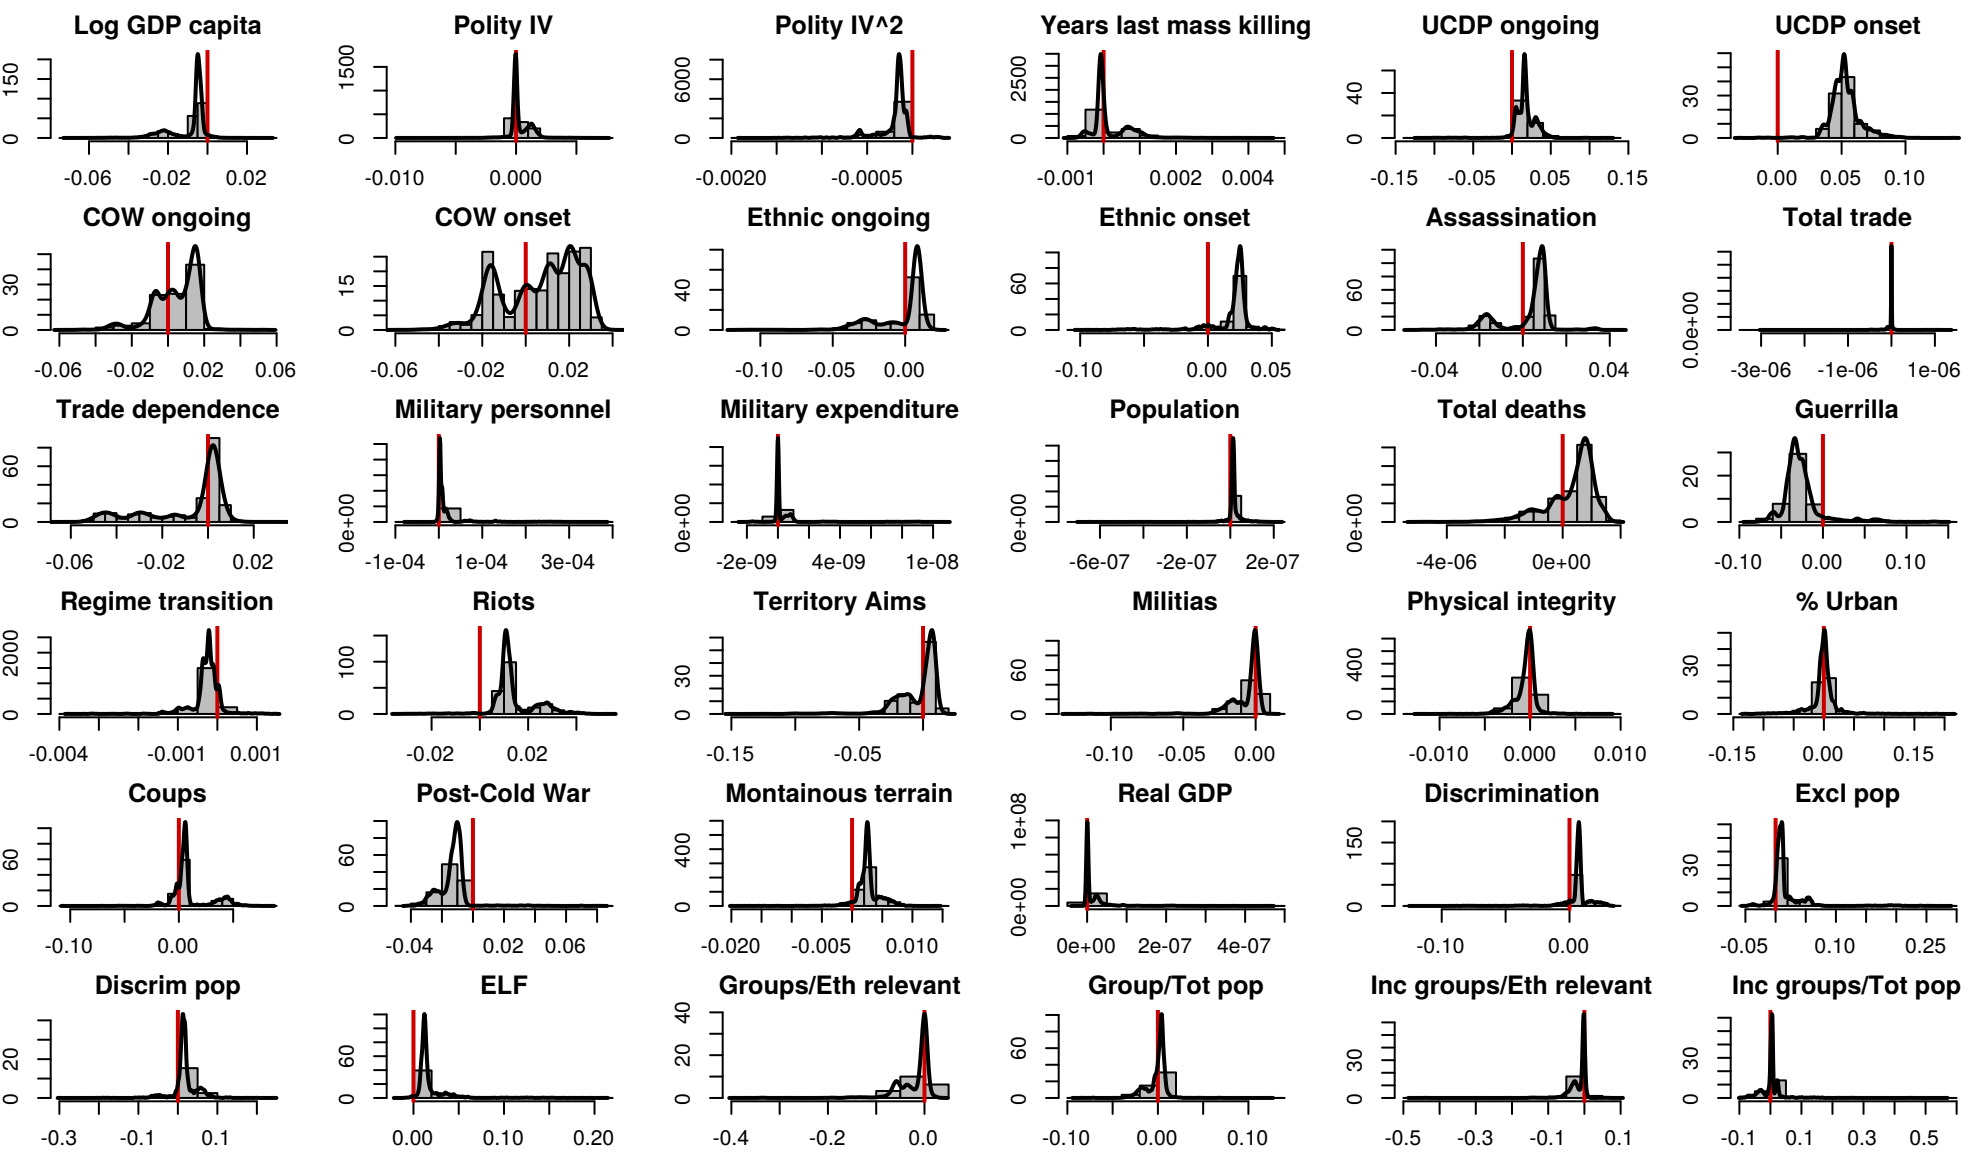 Log GDP capita Polity IV Polity IV^2 Years last mass killing UCDP ongoing UCDP onset
0 150 0 1500 0 6000 0 2500 0 40 0 30
-0.06 -0.02 0.02 -0.010 0.000 -0.0020 -0.0005 -0.001 0.002 0.004 -0.15 -0.05 0.05 0.15 0.00 0.05 0.10
COW ongoing COW onset Ethnic ongoing Ethnic onset Assassination Total trade
0 30 0 15 0 40 0 60 0 60 0.0e+00
-0.06 -0.02 0.02 0.06 -0.06 -0.02 0.02 -0.10 -0.05 0.00 -0.10 0.00 0.05 -0.04 0.00 0.04 -3e-06 -1e-06 1e-06
Trade dependence Military personnel Military expenditure Population Total deaths Guerrilla
0 60 0e+00 0e+00 0e+00 0e+00 0 20
-0.06 -0.02 0.02 -1e-04 1e-04 3e-04 -2e-09 4e-09 1e-08 -6e-07 -2e-07 2e-07 -4e-06 0e+00 -0.10 0.00 0.10
Regime transition Riots Territory Aims Militias Physical integrity % Urban
0 2000 0 100 0 30 0 60 0 400 0 30
-0.004 -0.001 0.001 -0.02 0.02 -0.15 -0.05 -0.10 -0.05 0.00 -0.010 0.000 0.010 -0.15 0.00 0.15
Coups Post-Cold War Montainous terrain Real GDP Discrimination Excl pop
0 60 0 60 0 400 0e+00 1e+08 0 150 0 30
-0.10 0.00 -0.04 0.02 0.06 -0.020 -0.005 0.010 0e+00 2e-07 4e-07 -0.10 0.00 -0.05 0.10 0.25
Discrim pop ELF Groups/Eth relevant Group/Tot pop Inc groups/Eth relevant Inc groups/Tot pop
0 20 0 60 0 20 40 0 60 0 30 0 30
-0.3 -0.1 0.1 0.00 0.10 0.20 -0.4 -0.2 0.0 -0.10 0.00 0.10 -0.5 -0.3 -0.1 0.1 -0.1 0.1 0.3 0.5